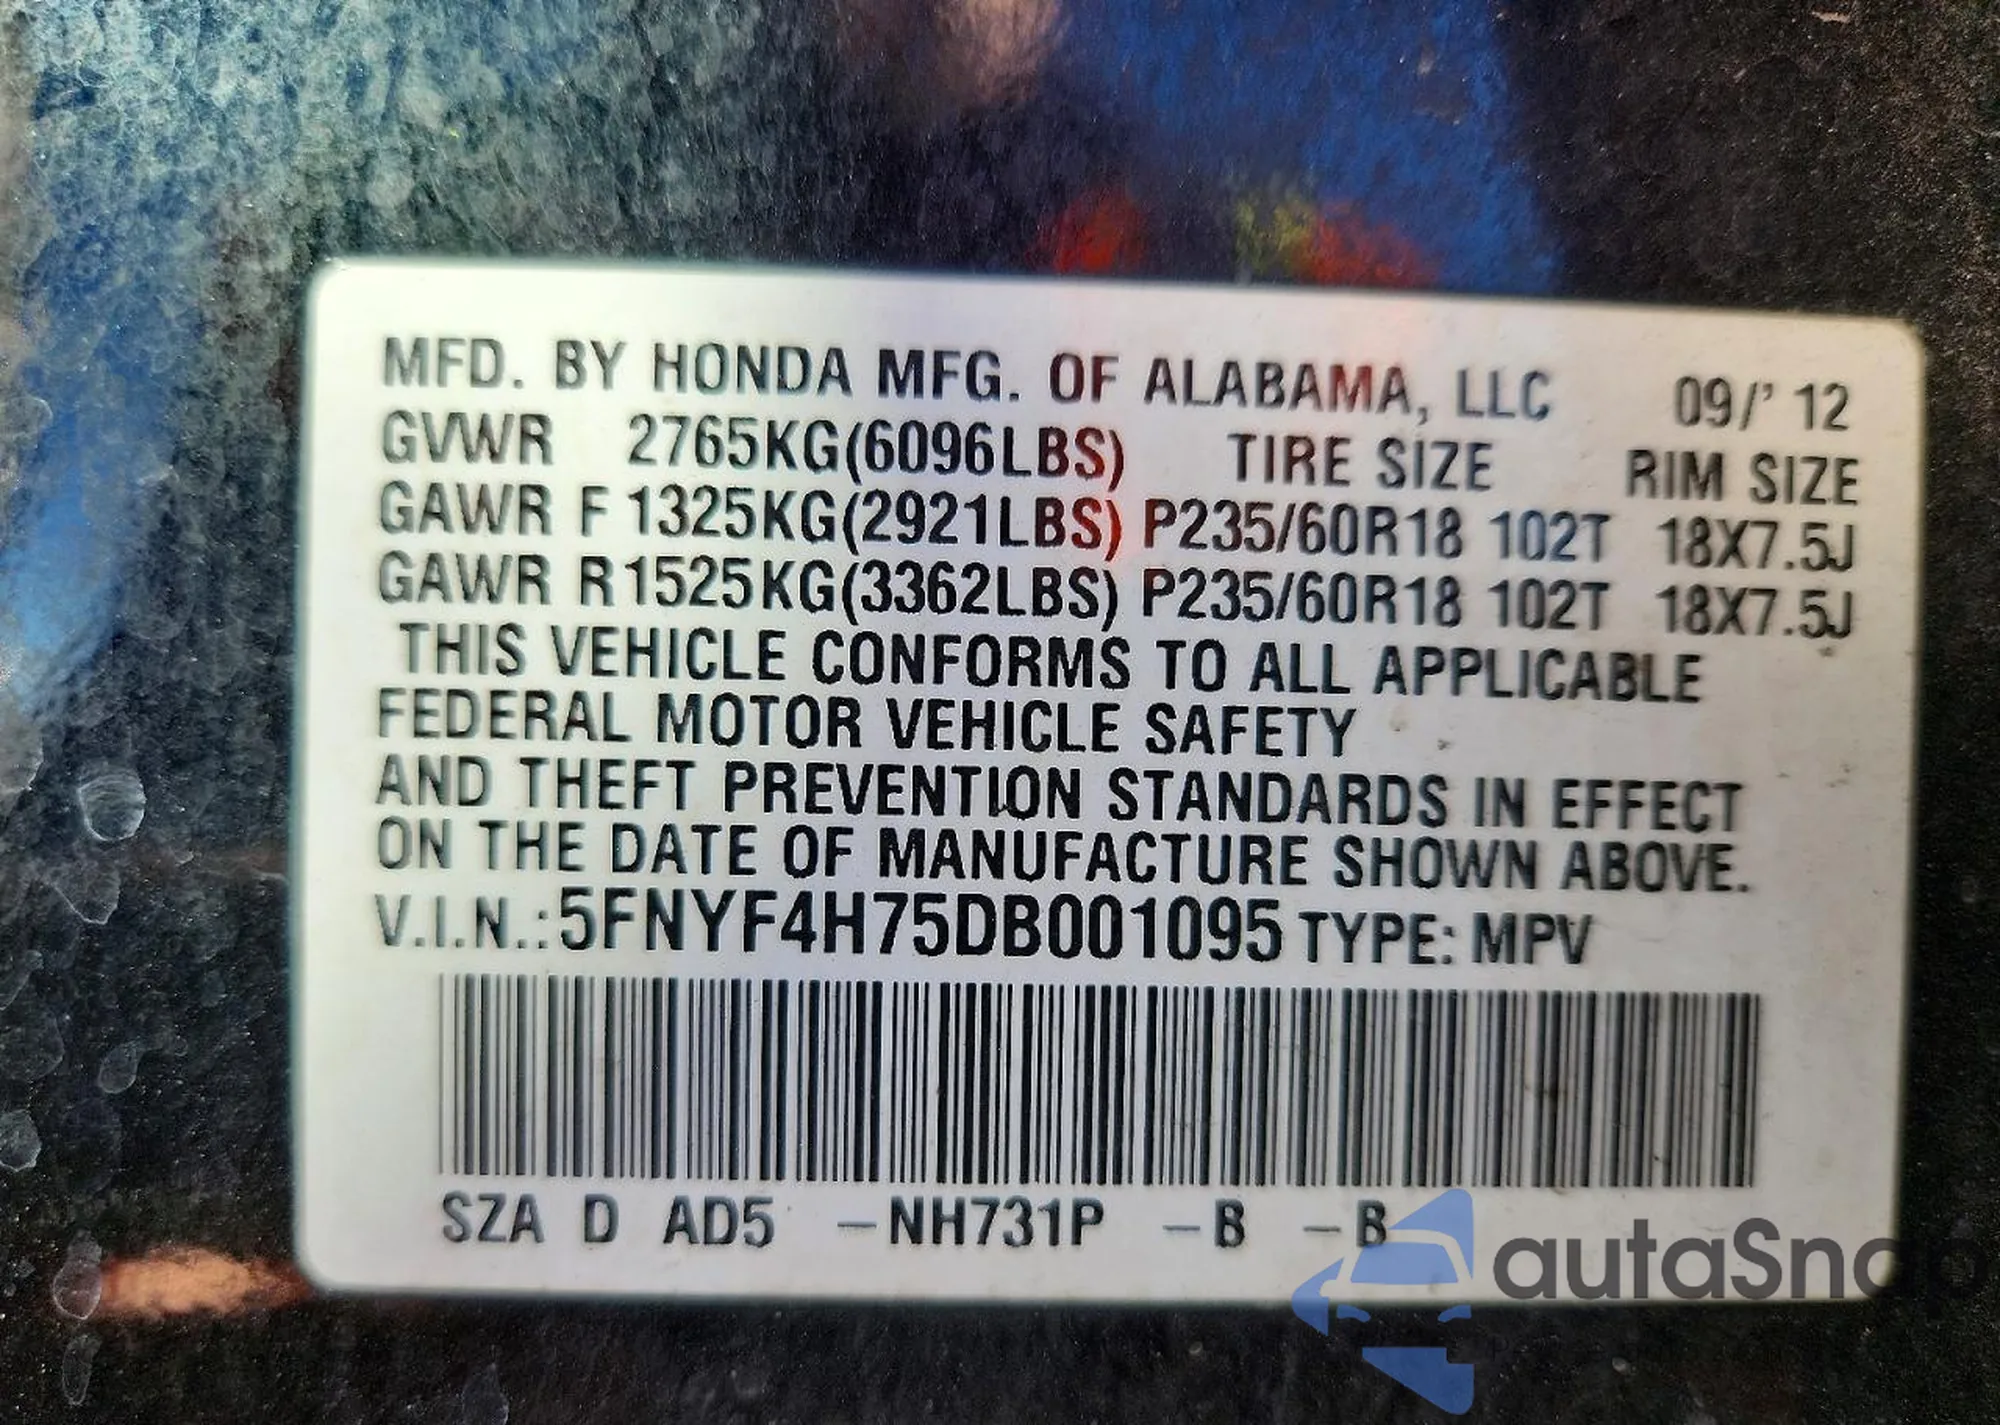 MFD. BY HONDA MFG. OF ALABAMA, LLC 09/' 12
GVWR 2765KG(6096LBS) TIRE SIZE RIM SIZE
GAWR F 1325KG(2921LBS) P235/60R18 102T 18X7.5J
GAWR R 1525KG(3362LBS) P235/60R18 102T 18X7.5J
THIS VEHICLE CONFORMS TO ALL APPLICABLE
FEDERAL MOTOR VEHICLE SAFETY
AND THEFT PREVENTION STANDARDS IN EFFECT
ON THE DATE OF MANUFACTURE SHOWN ABOVE.
V.I.N.: 5FNYF4H75DB001095 TYPE: MPV
SZA D AD5 -NH731P -B -B
autaSnap